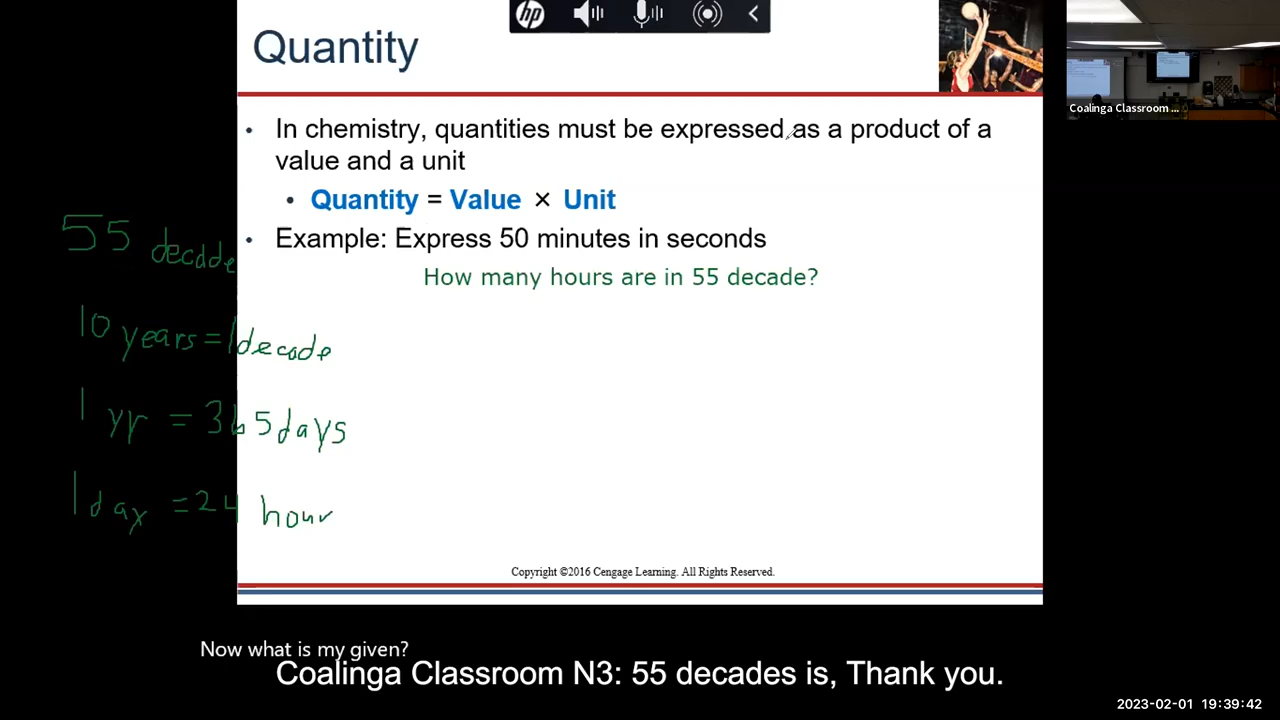 Quantity
Coalinga Classroom ...
• In chemistry, quantities must be expressed as a product of a
value and a unit
• Quantity = Value × Unit
• Example: Express 50 minutes in seconds
How many hours are in 55 decade?
55 decade
10 years = 1 decade
1 yr = 365 days
1 day = 24 hour
Copyright ©2016 Cengage Learning. All Rights Reserved.
Now what is my given?
Coalinga Classroom N3: 55 decades is, Thank you.
2023-02-01 19:39:42
hp